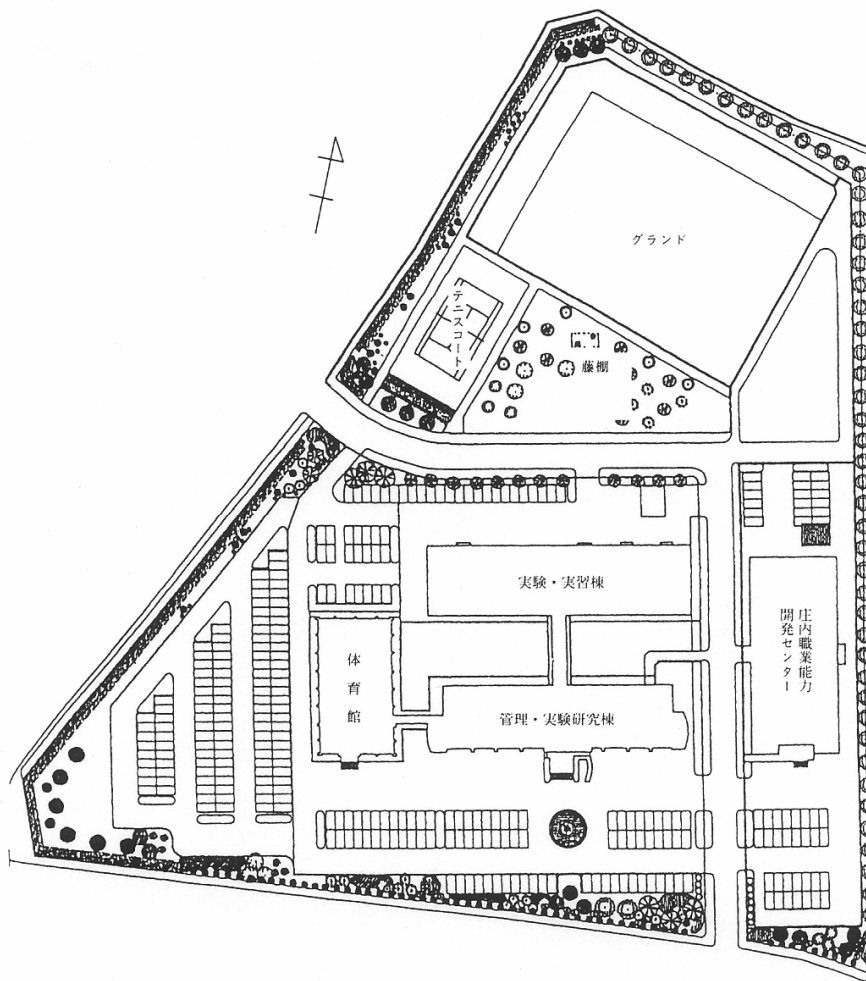 グランド
テニスコート
藤棚
実験・実習棟
庄内職業能力
開発センター
体育館
管理・実験研究棟